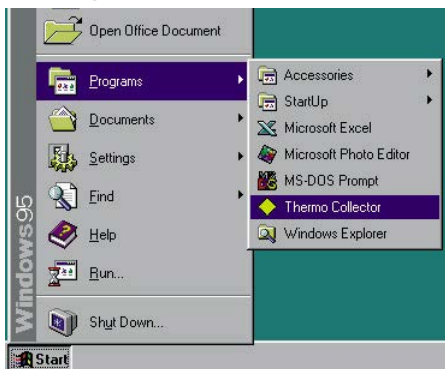 Open Office Document
Programs
Documents
Settings
Find
Help
Run...
Shut Down...
Windows95
Start
Accessories
StartUp
Microsoft Excel
Microsoft Photo Editor
MS-DOS Prompt
Thermo Collector
Windows Explorer